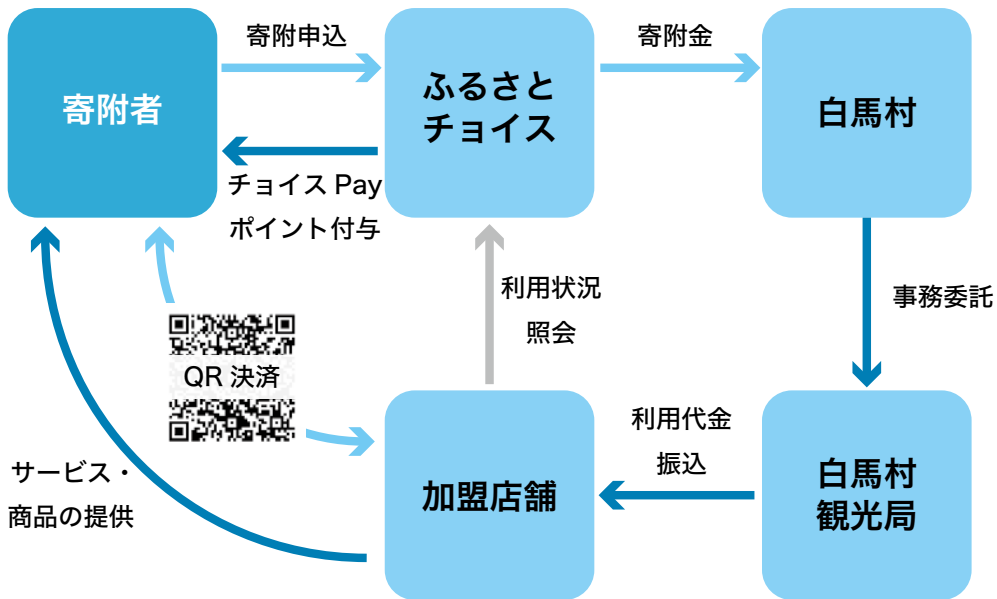 寄附申込
寄附金
寄附者
ふるさと
チョイス
白馬村
チョイス Pay
ポイント付与
利用状況
照会
事務委託
QR 決済
利用代金
振込
サービス・
商品の提供
加盟店舗
白馬村
観光局